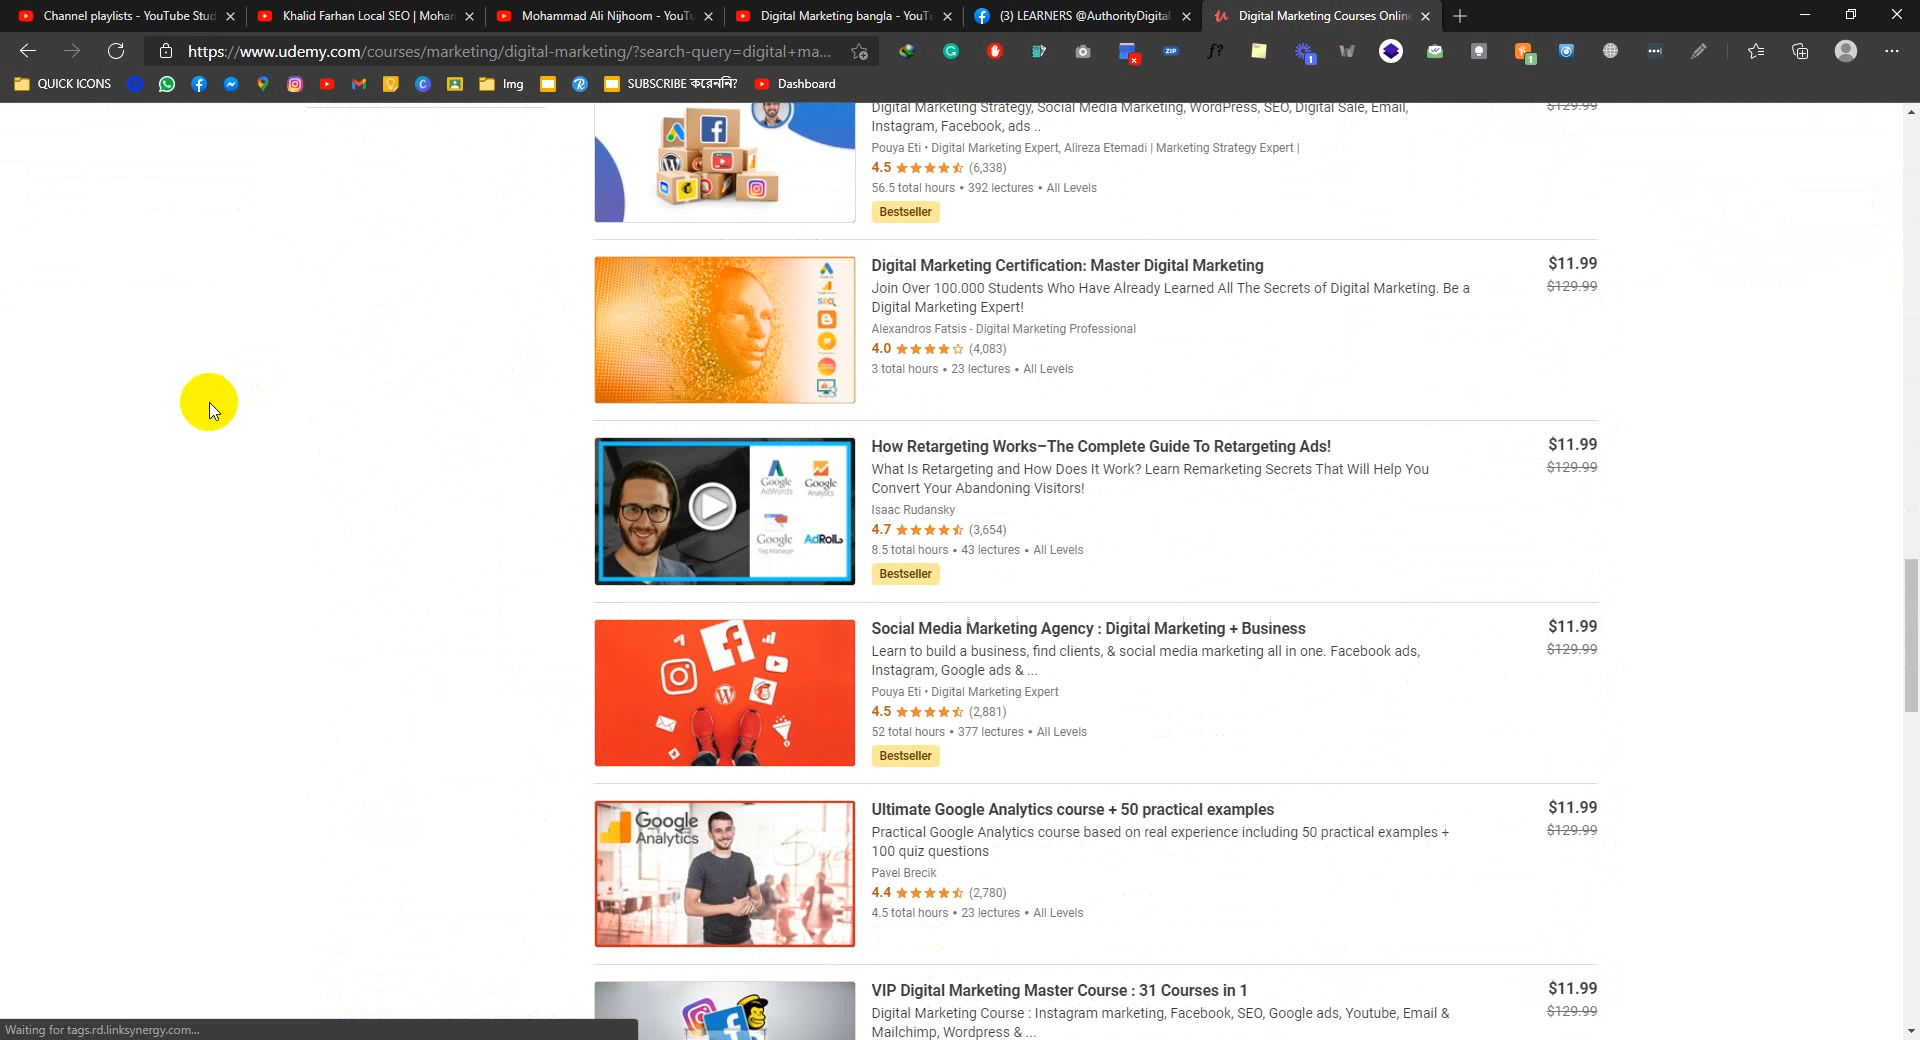 Channel playlists - YouTube Stud
Khalid Farhan Local SEO | Mohan
Mohammad Ali Nijhoom - YouTu
Digital Marketing bangla - YouTu
(3) LEARNERS @AuthorityDigital
Digital Marketing Courses Online
https://www.udemy.com/courses/marketing/digital-marketing/?search-query=digital+ma...
QUICK ICONS
Img
SUBSCRIBE করেননি?
Dashboard
Digital Marketing Strategy, Social Media Marketing, WordPress, SEO, Digital Sale, Email,
$129.99
Instagram, Facebook, ads ..
Pouya Eti • Digital Marketing Expert, Alireza Etemadi | Marketing Strategy Expert |
4.5 (6,338)
56.5 total hours • 392 lectures • All Levels
Bestseller
Digital Marketing Certification: Master Digital Marketing
$11.99
Join Over 100.000 Students Who Have Already Learned All The Secrets of Digital Marketing. Be a
$129.99
Digital Marketing Expert!
Alexandros Fatsis - Digital Marketing Professional
4.0 (4,083)
3 total hours • 23 lectures • All Levels
How Retargeting Works–The Complete Guide To Retargeting Ads!
$11.99
What Is Retargeting and How Does It Work? Learn Remarketing Secrets That Will Help You
$129.99
Convert Your Abandoning Visitors!
Isaac Rudansky
4.7 (3,654)
8.5 total hours • 43 lectures • All Levels
Bestseller
Google AdWords
Google Analytics
Google Tag Manager
AdRoll
Social Media Marketing Agency : Digital Marketing + Business
$11.99
Learn to build a business, find clients, & social media marketing all in one. Facebook ads,
$129.99
Instagram, Google ads & ...
Pouya Eti • Digital Marketing Expert
4.5 (2,881)
52 total hours • 377 lectures • All Levels
Bestseller
Google Analytics
Ultimate Google Analytics course + 50 practical examples
$11.99
Practical Google Analytics course based on real experience including 50 practical examples +
$129.99
100 quiz questions
Pavel Brecik
4.4 (2,780)
4.5 total hours • 23 lectures • All Levels
VIP Digital Marketing Master Course : 31 Courses in 1
$11.99
Digital Marketing Course : Instagram marketing, Facebook, SEO, Google ads, Youtube, Email &
$129.99
Mailchimp, Wordpress & ...
Waiting for tags.rd.linksynergy.com...